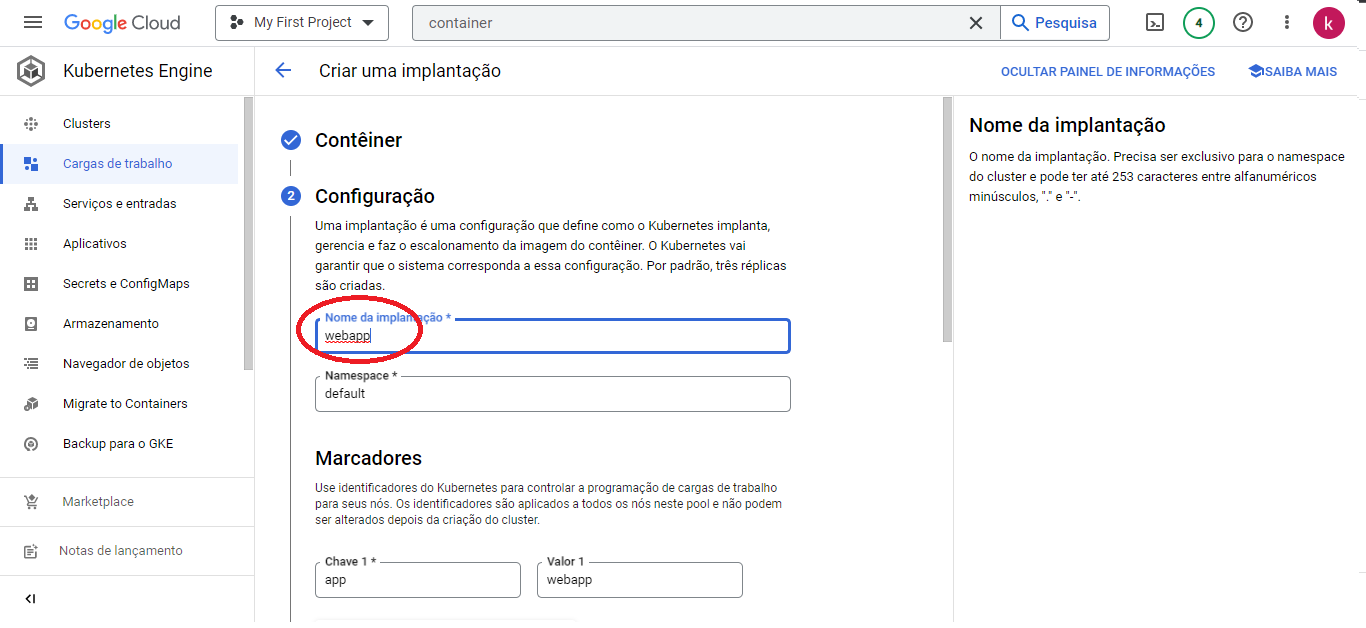 Google Cloud
My First Project
container
Pesquisa
4
k
Kubernetes Engine
Criar uma implantação
OCULTAR PAINEL DE INFORMAÇÕES
SAIBA MAIS
Clusters
Cargas de trabalho
Serviços e entradas
Aplicativos
Secrets e ConfigMaps
Armazenamento
Navegador de objetos
Migrate to Containers
Backup para o GKE
Marketplace
Notas de lançamento
Contêiner
2
Configuração
Uma implantação é uma configuração que define como o Kubernetes implanta,
gerencia e faz o escalonamento da imagem do contêiner. O Kubernetes vai
garantir que o sistema corresponda a essa configuração. Por padrão, três réplicas
são criadas.
Nome da implantação *
webapp
Namespace *
default
Marcadores
Use identificadores do Kubernetes para controlar a programação de cargas de trabalho
para seus nós. Os identificadores são aplicados a todos os nós neste pool e não podem
ser alterados depois da criação do cluster.
Chave 1 *
app
Valor 1
webapp
Nome da implantação
O nome da implantação. Precisa ser exclusivo para o namespace
do cluster e pode ter até 253 caracteres entre alfanuméricos
minúsculos, "." e "-".